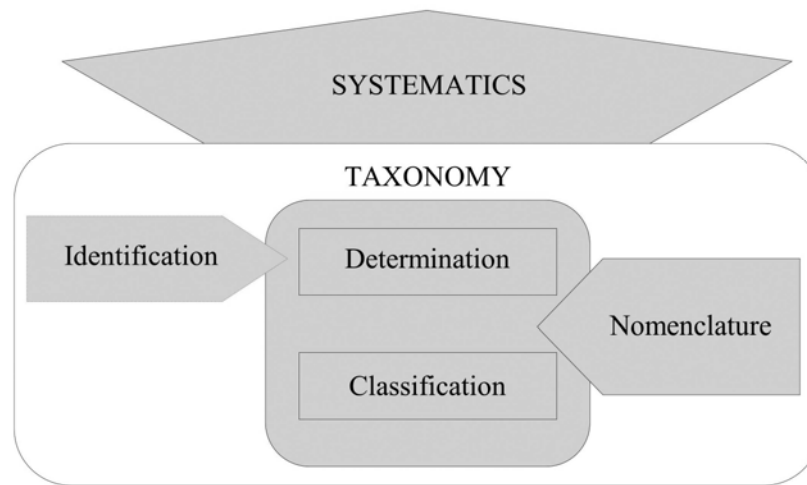 SYSTEMATICS
TAXONOMY
Identification
Determination
Nomenclature
Classification